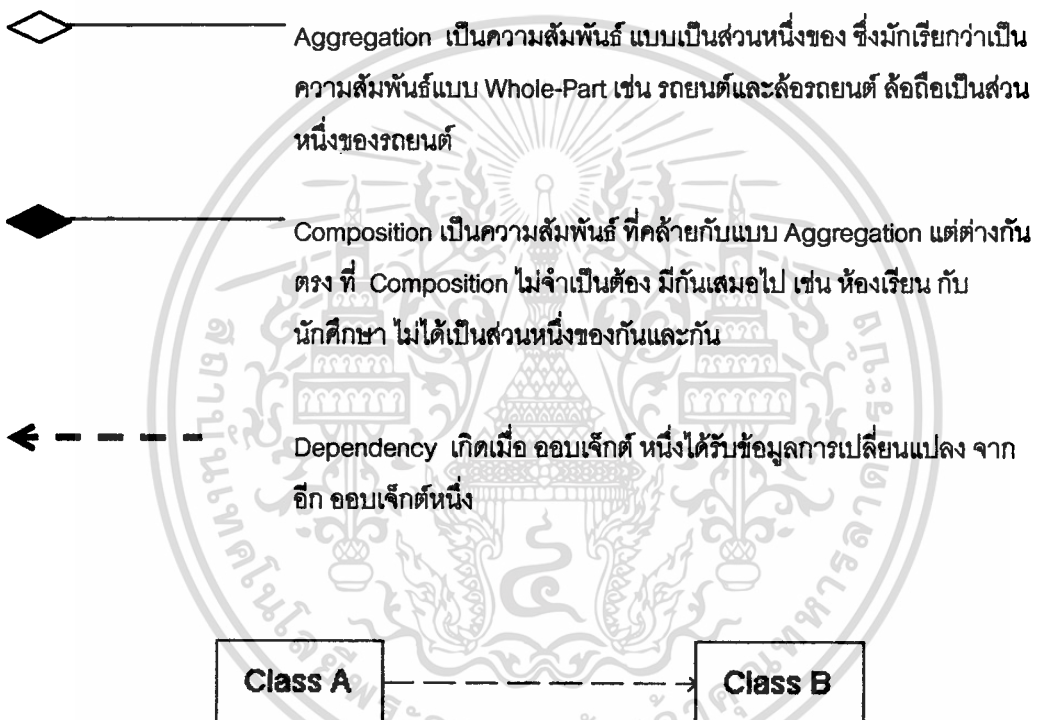 Aggregation เป็นความสัมพันธ์ แบบเป็นส่วนหนึ่งของ ซึ่งมักเรียกว่าเป็น
ความสัมพันธ์แบบ Whole-Part เช่น รถยนต์และล้อรถยนต์ ล้อถือเป็นส่วน
หนึ่งของรถยนต์
Composition เป็นความสัมพันธ์ ที่คล้ายกับแบบ Aggregation แต่ต่างกัน
ตรง ที่ Composition ไม่จำเป็นต้อง มีกันเสมอไป เช่น ห้องเรียน กับ
นักศึกษา ไม่ได้เป็นส่วนหนึ่งของกันและกัน
Dependency เกิดเมื่อ ออบเจ็กต์ หนึ่งได้รับข้อมูลการเปลี่ยนแปลง จาก
อีก ออบเจ็กต์หนึ่ง
Class A Class B